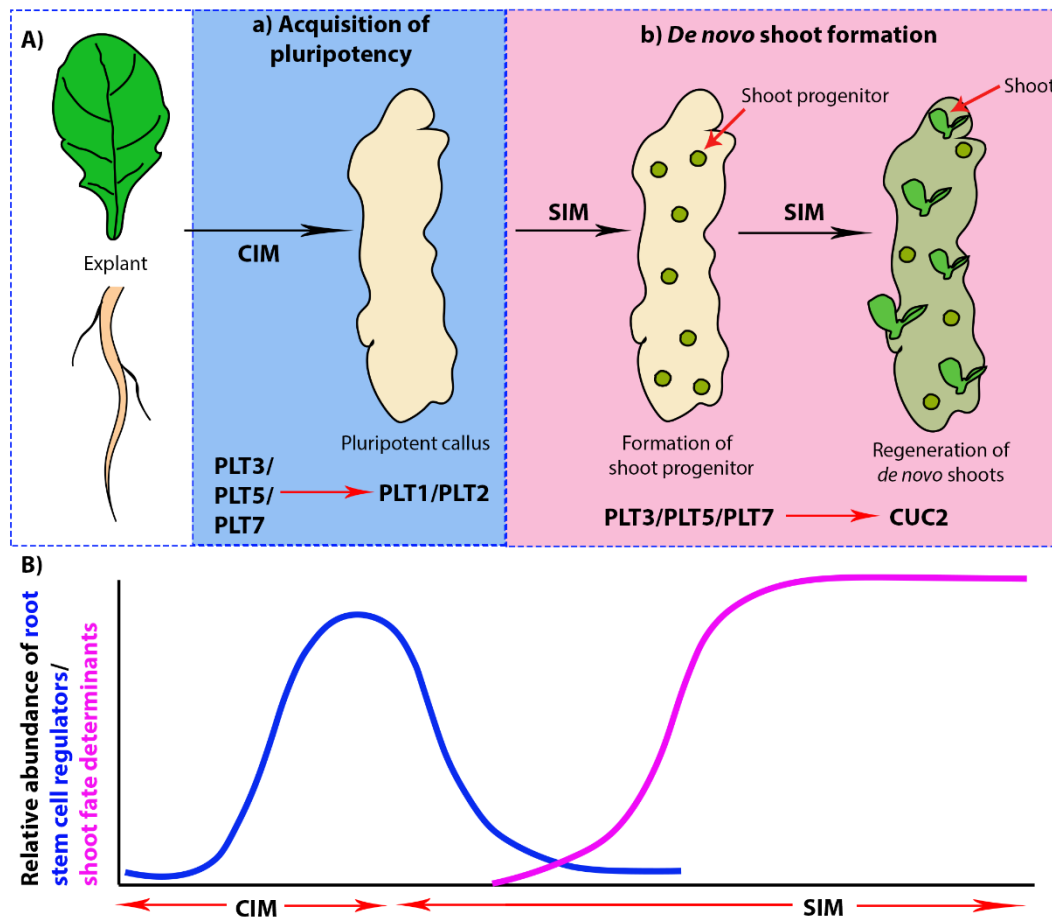 A)
a) Acquisition of
pluripotency
b) De novo shoot formation
Shoot progenitor
Shoot
CIM
SIM
SIM
Explant
Pluripotent callus
Formation of
shoot progenitor
Regeneration of
de novo shoots
PLT3/
PLT5/
PLT7
PLT1/PLT2
PLT3/PLT5/PLT7
CUC2
B)
Relative abundance of root
stem cell regulators/
shoot fate determinants
CIM
SIM